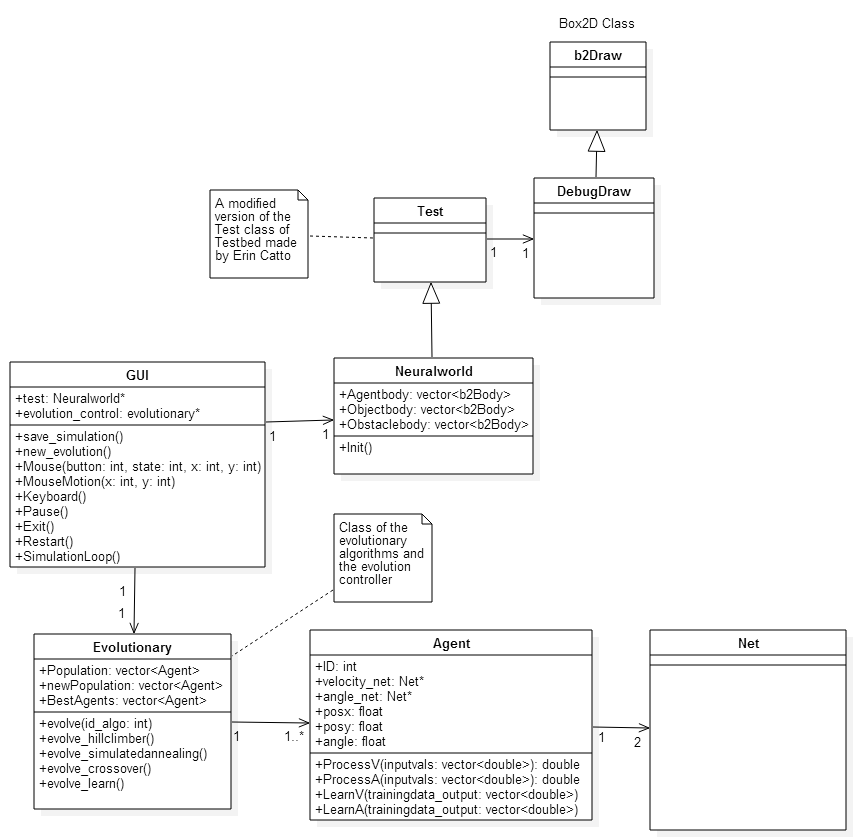 Box2D Class
b2Draw
DebugDraw
A modified
version of the
Test class of
Testbed made
by Erin Catto
Test
1
1
GUI
+test: Neuralworld*
+evolution_control: evolutionary*
+save_simulation()
+new_evolution()
+Mouse(button: int, state: int, x: int, y: int)
+MouseMotion(x: int, y: int)
+Keyboard()
+Pause()
+Exit()
+Restart()
+SimulationLoop()
1
1
Neuralworld
+Agentbody: vector<b2Body>
+Objectbody: vector<b2Body>
+Obstaclebody: vector<b2Body>
+Init()
Class of the
evolutionary
algorithms and
the evolution
controller
1
1
Evolutionary
+Population: vector<Agent>
+newPopulation: vector<Agent>
+BestAgents: vector<Agent>
+evolve(id_algo: int)
+evolve_hillclimber()
+evolve_simulatedannealing()
+evolve_crossover()
+evolve_learn()
1
1..*
Agent
+ID: int
+velocity_net: Net*
+angle_net: Net*
+posx: float
+posy: float
+angle: float
+ProcessV(inputvals: vector<double>): double
+ProcessA(inputvals: vector<double>): double
+LearnV(trainingdata_output: vector<double>)
+LearnA(trainingdata_output: vector<double>)
1
2
Net